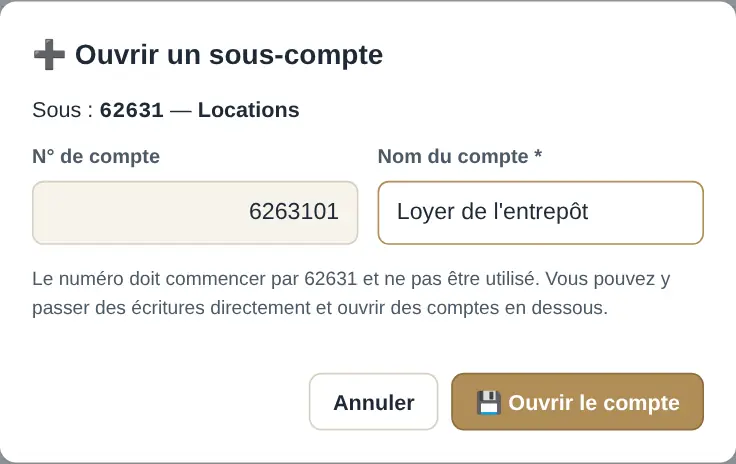 ➕ Ouvrir un sous-compte
Sous : 62631 — Locations
N° de compte
Nom du compte *
6263101
Loyer de l'entrepôt
Le numéro doit commencer par 62631 et ne pas être utilisé. Vous pouvez y
passer des écritures directement et ouvrir des comptes en dessous.
Annuler
💾 Ouvrir le compte